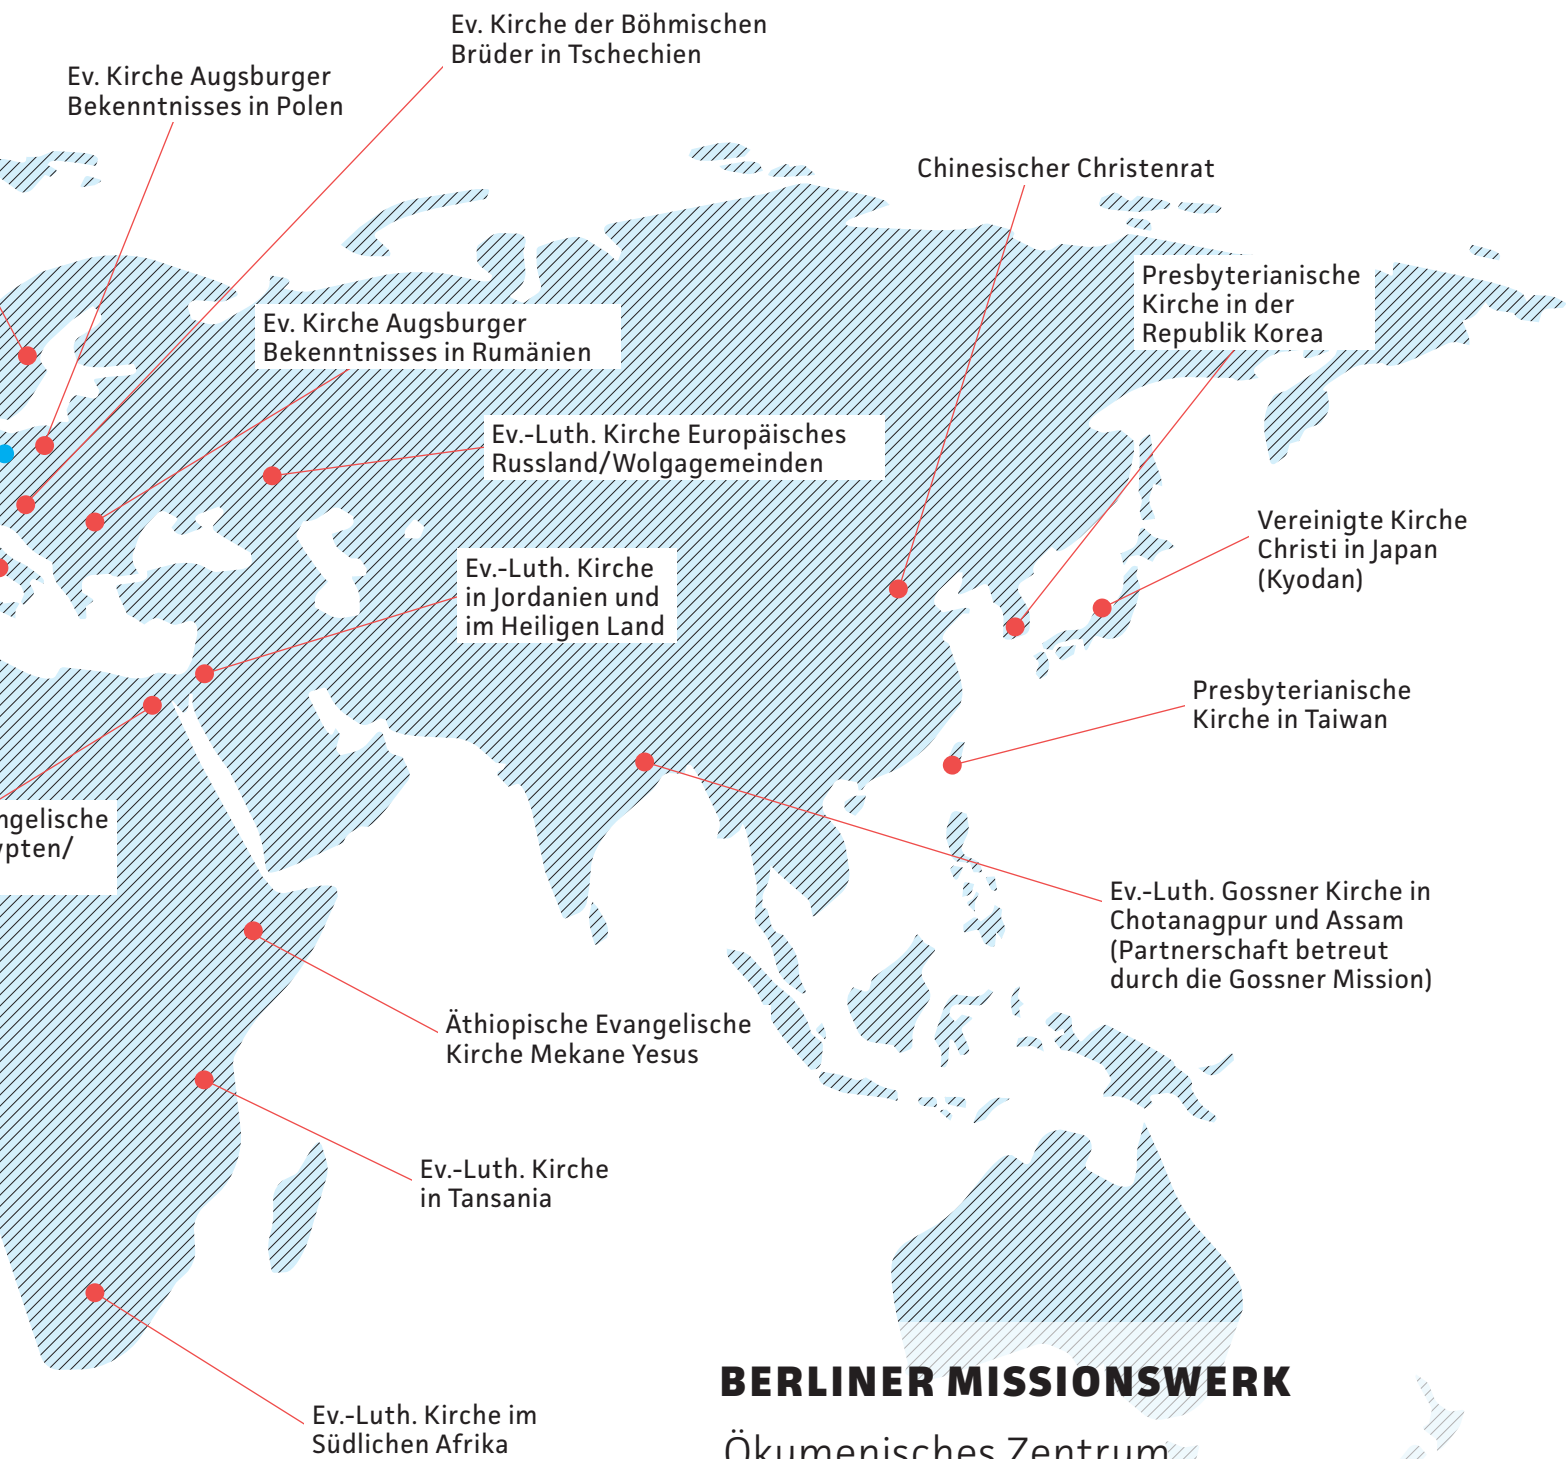 Ev. Kirche der Böhmischen
Brüder in Tschechien
Ev. Kirche Augsburger
Bekenntnisses in Polen
Chinesischer Christenrat
Presbyterianische
Kirche in der
Republik Korea
Ev. Kirche Augsburger
Bekenntnisses in Rumänien
Ev.-Luth. Kirche Europäisches
Russland/Wolgagemeinden
Vereinigte Kirche
Christi in Japan
(Kyodan)
Ev.-Luth. Kirche
in Jordanien und
im Heiligen Land
Presbyterianische
Kirche in Taiwan
ngelische
ypten/
Ev.-Luth. Gossner Kirche in
Chotanagpur und Assam
(Partnerschaft betreut
durch die Gossner Mission)
Äthiopische Evangelische
Kirche Mekane Yesus
Ev.-Luth. Kirche
in Tansania
Ev.-Luth. Kirche im
Südlichen Afrika
BERLINER MISSIONSWERK
Ökumenisches Zentrum